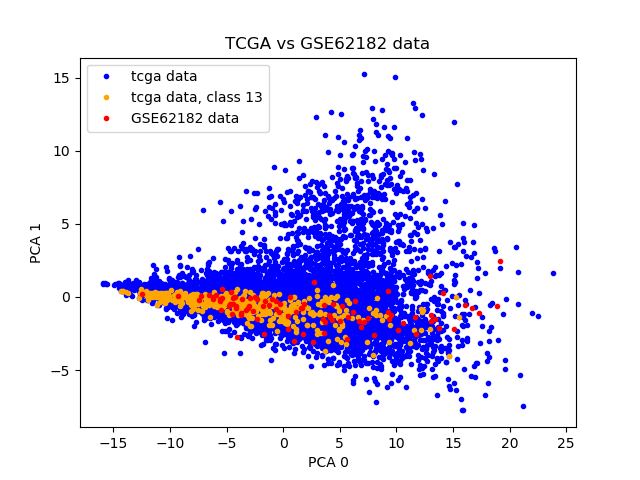 TCGA vs GSE62182 data
tcga data
tcga data, class 13
GSE62182 data
15
10
5
0
−5
PCA 1
−15 −10 −5 0 5 10 15 20 25
PCA 0